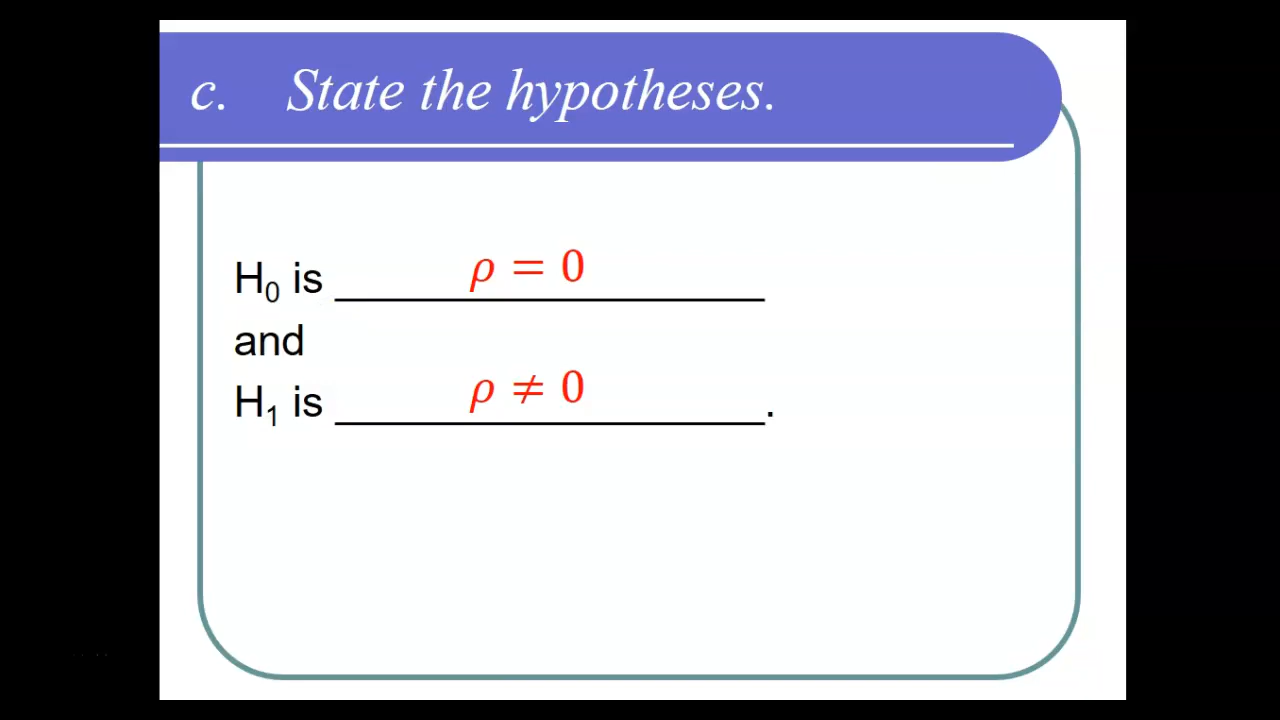 c. State the hypotheses.
H₀ is ρ = 0
and
H₁ is ρ ≠ 0.